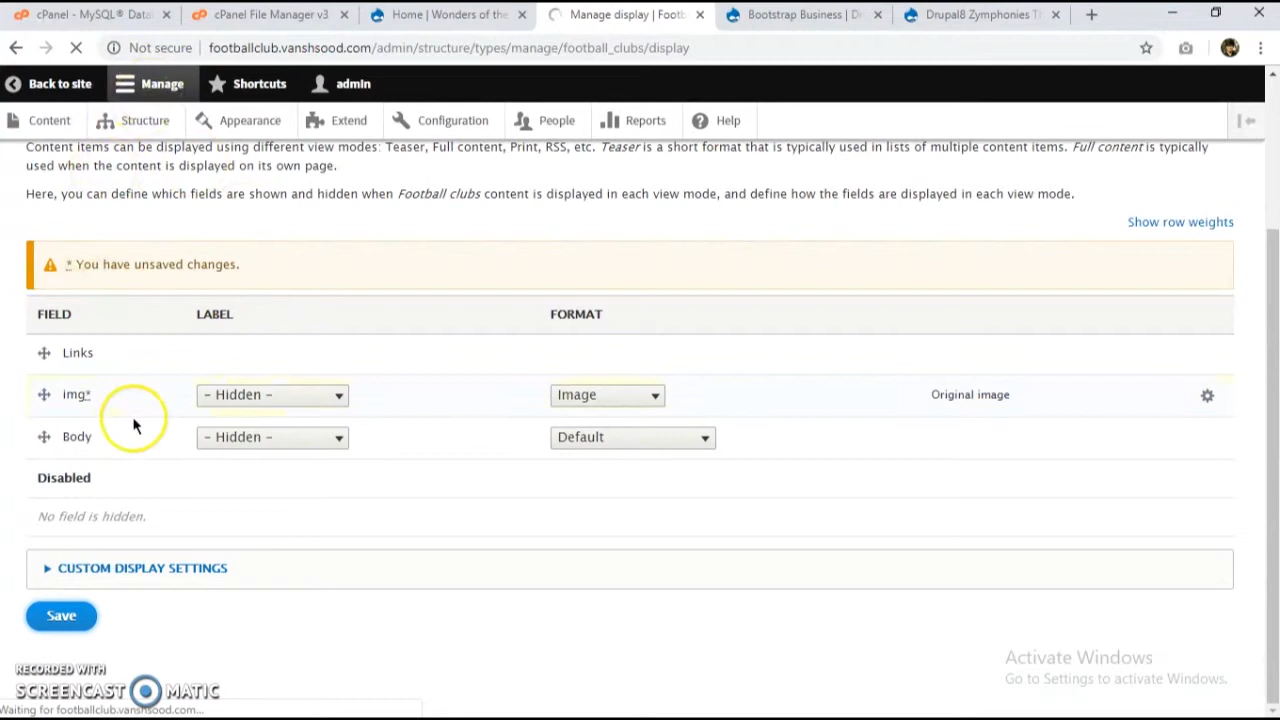 cPanel - MySQL® Data
cPanel File Manager v3
Home | Wonders of the
Manage display | Footb
Bootstrap Business | D
Drupal8 Zymphonies T
Not secure
footballclub.vanshsood.com/admin/structure/types/manage/football_clubs/display
Back to site
Manage
Shortcuts
admin
Content
Structure
Appearance
Extend
Configuration
People
Reports
Help
Content items can be displayed using different view modes: Teaser, Full content, Print, RSS, etc. Teaser is a short format that is typically used in lists of multiple content items. Full content is typically
used when the content is displayed on its own page.
Here, you can define which fields are shown and hidden when Football clubs content is displayed in each view mode, and define how the fields are displayed in each view mode.
Show row weights
* You have unsaved changes.
FIELD LABEL FORMAT
Links
img* - Hidden - Image Original image
Body - Hidden - Default
Disabled
No field is hidden.
CUSTOM DISPLAY SETTINGS
Save
Activate Windows
Go to Settings to activate Windows.
RECORDED WITH
SCREENCAST MATIC
Waiting for footballclub.vanshsood.com...